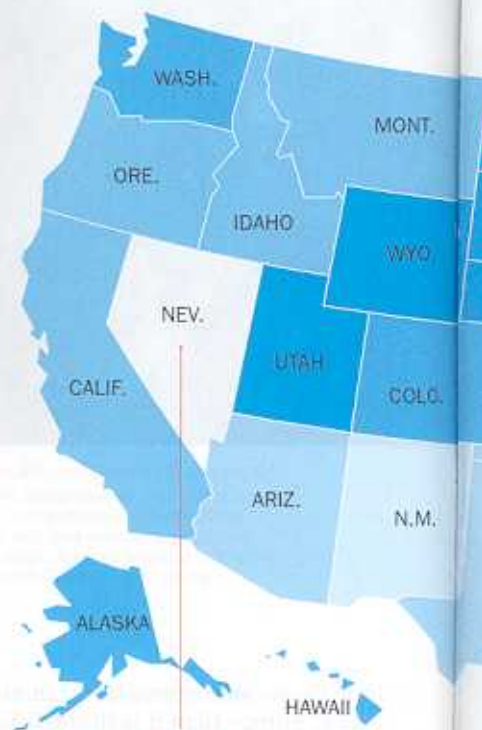 WASH.
MONT.
ORE.
IDAHO
WYO.
NEV.
UTAH
CALIF.
COLO.
ARIZ.
N.M.
ALASKA
HAWAII